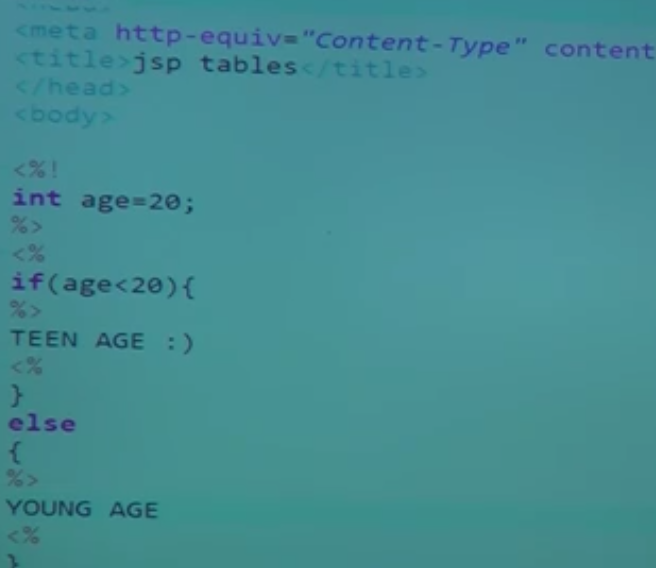 <meta http-equiv="Content-Type" content
<title>jsp tables</title>
</head>
<body>
<%!
int age=20;
%>
<%
if(age<20){
%>
TEEN AGE :)
<%
}
else
{
%>
YOUNG AGE
<%
}